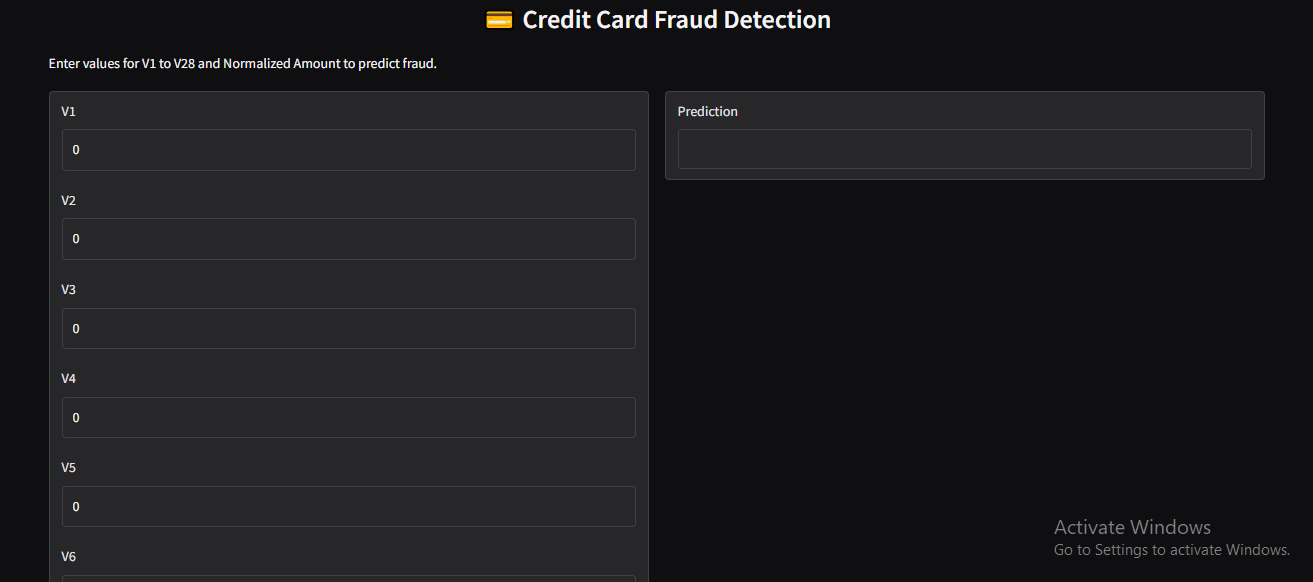 💳 Credit Card Fraud Detection
Enter values for V1 to V28 and Normalized Amount to predict fraud.
V1
0
V2
0
V3
0
V4
0
V5
0
V6
Prediction
Activate Windows
Go to Settings to activate Windows.